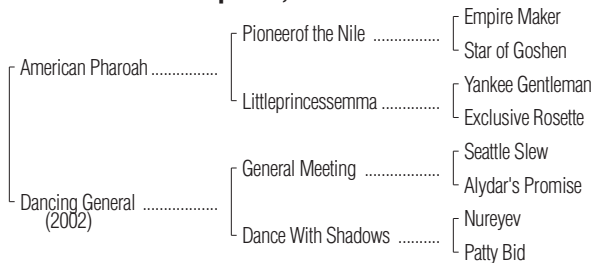 Empire Maker
Pioneerof the Nile ................
Star of Goshen
American Pharoah ................
Yankee Gentleman
Littleprincessemma ..............
Exclusive Rosette
Seattle Slew
General Meeting ..................
Alydar's Promise
Dancing General ..................
(2002)
Nureyev
Dance With Shadows ..........
Patty Bid